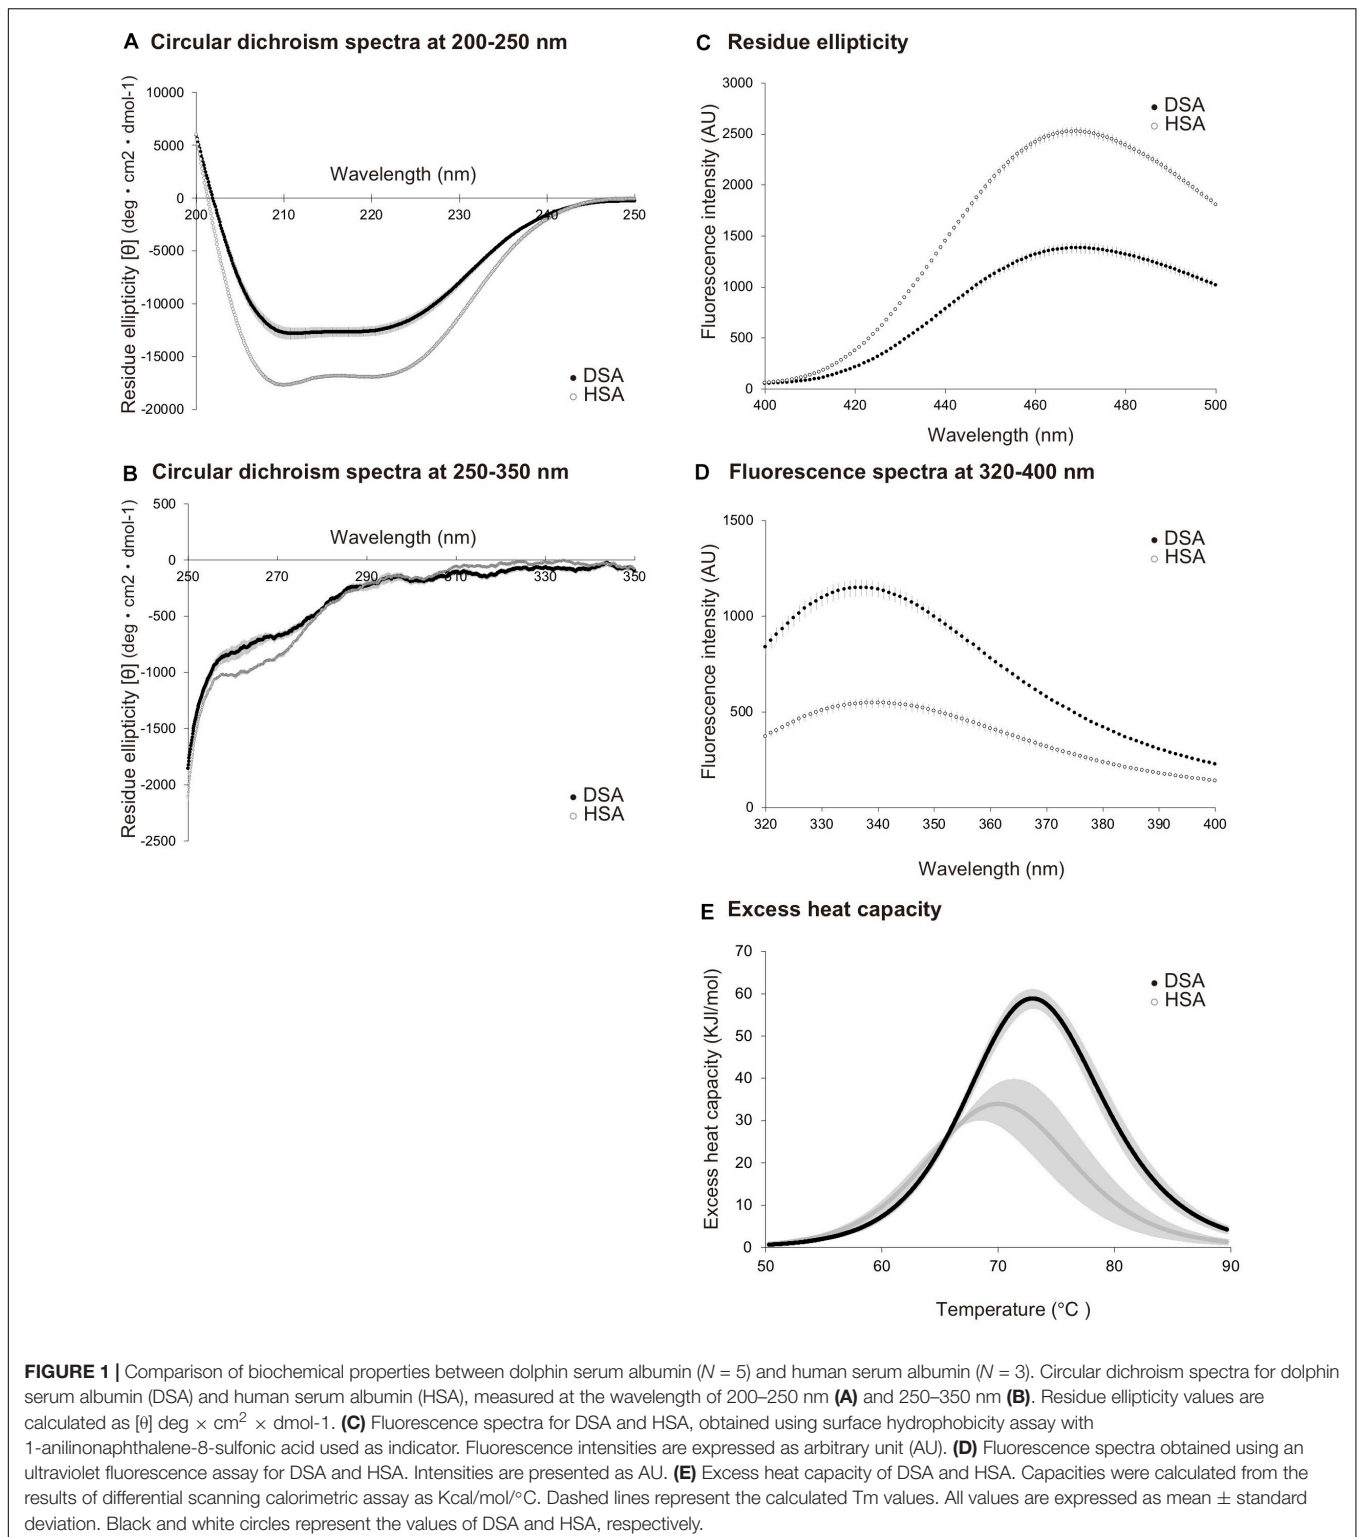 A Circular dichroism spectra at 200-250 nm
Residue ellipticity [θ] (deg・cm2・dmol-1)
10000
5000
0
-5000
-10000
-15000
-20000
Wavelength (nm)
200 210 220 230 240 250
DSA
HSA
B Circular dichroism spectra at 250-350 nm
Residue ellipticity [θ] (deg・cm2・dmol-1)
500
0
-500
-1000
-1500
-2000
-2500
Wavelength (nm)
250 270 290 310 330 350
DSA
HSA
C Residue ellipticity
Fluorescence intensity (AU)
3000
2500
2000
1500
1000
500
0
400 420 440 460 480 500
Wavelength (nm)
DSA
HSA
D Fluorescence spectra at 320-400 nm
Fluorescence intensity (AU)
1500
1000
500
0
320 330 340 350 360 370 380 390 400
Wavelength (nm)
DSA
HSA
E Excess heat capacity
Excess heat capacity (KJl/mol)
70
60
50
40
30
20
10
0
50 60 70 80 90
Temperature (°C )
DSA
HSA
FIGURE 1 | Comparison of biochemical properties between dolphin serum albumin (N = 5) and human serum albumin (N = 3). Circular dichroism spectra for dolphin
serum albumin (DSA) and human serum albumin (HSA), measured at the wavelength of 200–250 nm (A) and 250–350 nm (B). Residue ellipticity values are
calculated as [θ] deg × cm² × dmol-1. (C) Fluorescence spectra for DSA and HSA, obtained using surface hydrophobicity assay with
1-anilinonaphthalene-8-sulfonic acid used as indicator. Fluorescence intensities are expressed as arbitrary unit (AU). (D) Fluorescence spectra obtained using an
ultraviolet fluorescence assay for DSA and HSA. Intensities are presented as AU. (E) Excess heat capacity of DSA and HSA. Capacities were calculated from the
results of differential scanning calorimetric assay as Kcal/mol/°C. Dashed lines represent the calculated Tm values. All values are expressed as mean ± standard
deviation. Black and white circles represent the values of DSA and HSA, respectively.